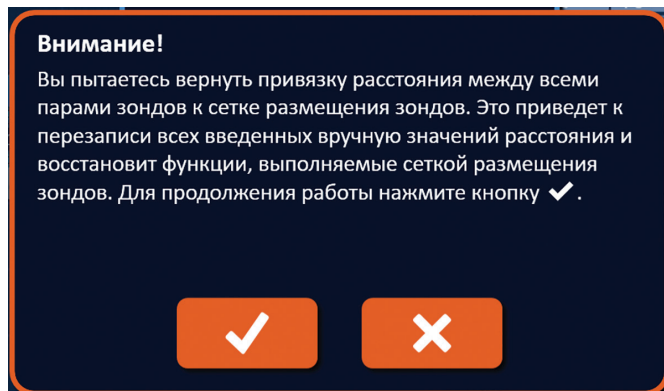 Внимание!
Вы пытаетесь вернуть привязку расстояния между всеми
парами зондов к сетке размещения зондов. Это приведет к
перезаписи всех введенных вручную значений расстояния и
восстановит функции, выполняемые сеткой размещения
зондов. Для продолжения работы нажмите кнопку ✔.